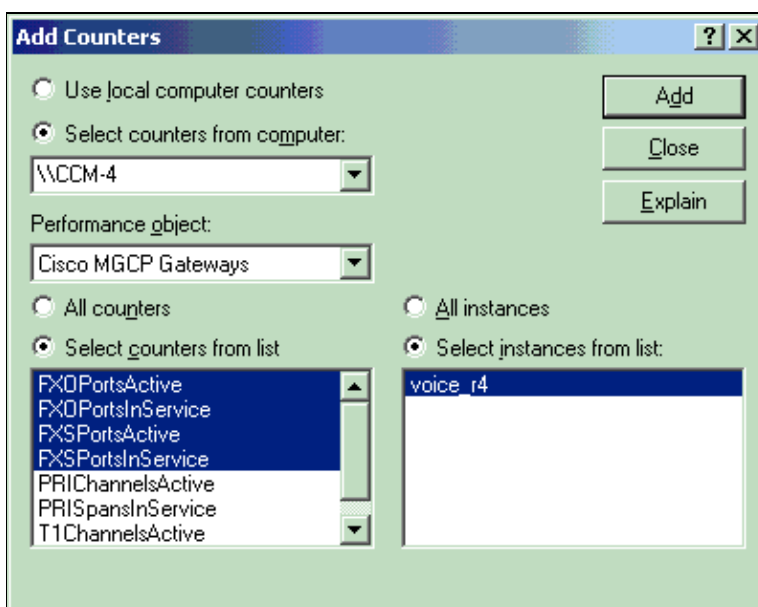 Add Counters
Use local computer counters
Select counters from computer:
\\CCM-4
Performance object:
Cisco MGCP Gateways
All counters
Select counters from list
FXOPortsActive
FXOPortsInService
FXSPortsActive
FXSPortsInService
PRIChannelsActive
PRISpansInService
T1ChannelsActive
All instances
Select instances from list:
voice_r4
Add
Close
Explain